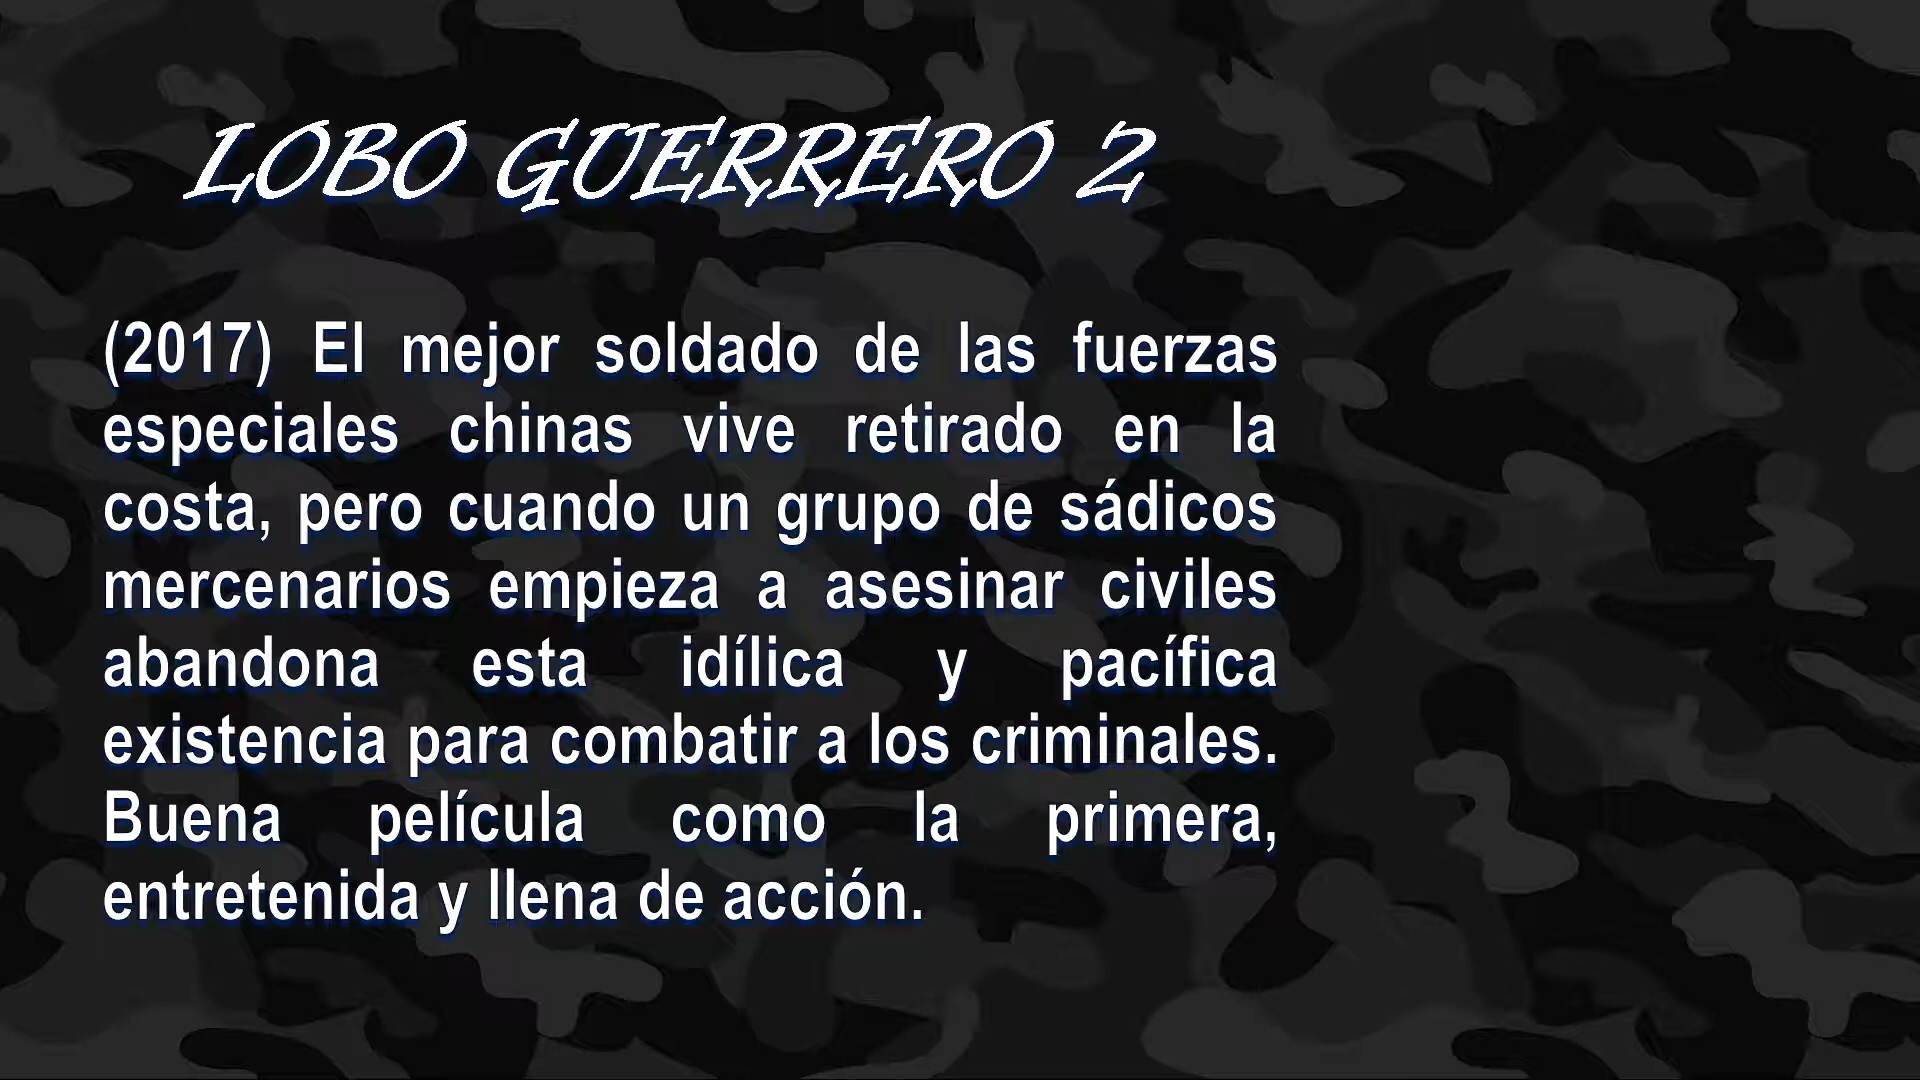 LOBO GUERRERO 2
(2017) El mejor soldado de las fuerzas
especiales chinas vive retirado en la
costa, pero cuando un grupo de sádicos
mercenarios empieza a asesinar civiles
abandona esta idílica y pacífica
existencia para combatir a los criminales.
Buena película como la primera,
entretenida y llena de acción.